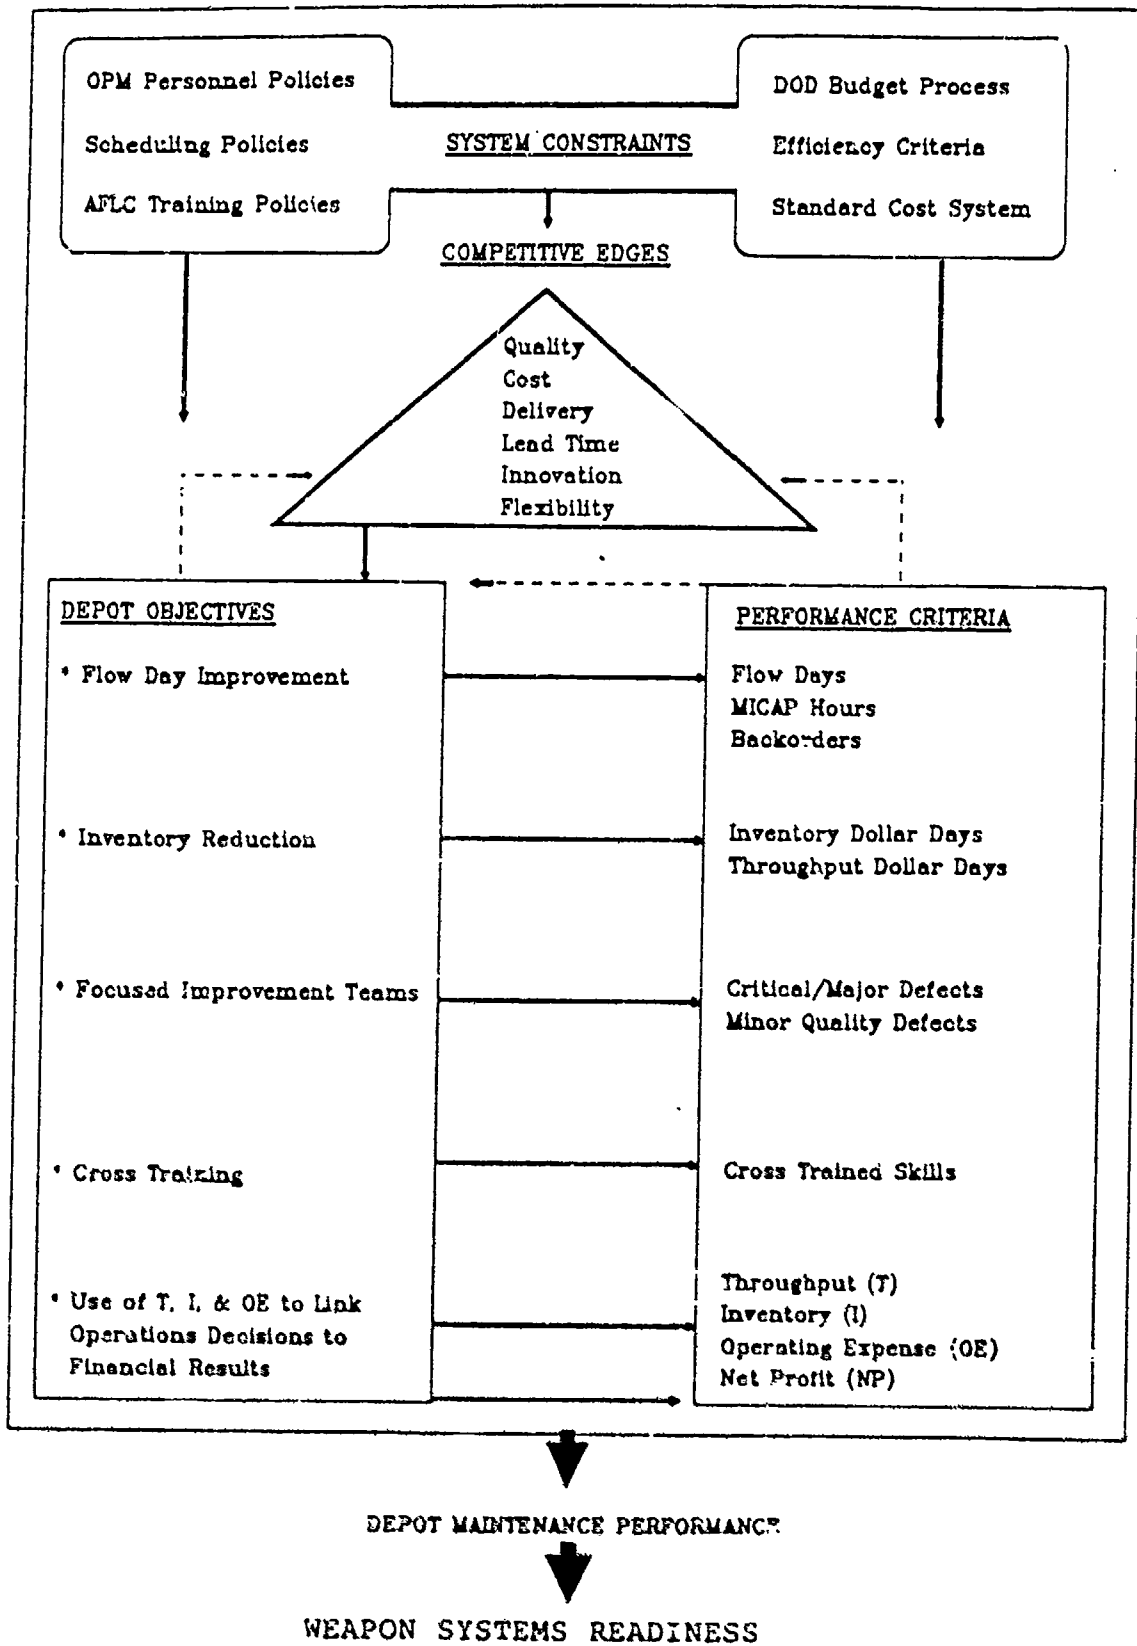 OPM Personnel Policies
Scheduling Policies
AFLC Training Policies
SYSTEM CONSTRAINTS
DOD Budget Process
Efficiency Criteria
Standard Cost System
COMPETITIVE EDGES
Quality
Cost
Delivery
Lead Time
Innovation
Flexibility
DEPOT OBJECTIVES
* Flow Day Improvement
* Inventory Reduction
* Focused Improvement Teams
* Cross Training
* Use of T, I, & OE to Link
Operations Decisions to
Financial Results
PERFORMANCE CRITERIA
Flow Days
MICAP Hours
Backorders
Inventory Dollar Days
Throughput Dollar Days
Critical/Major Defects
Minor Quality Defects
Cross Trained Skills
Throughput (T)
Inventory (I)
Operating Expense (OE)
Net Profit (NP)
DEPOT MAINTENANCE PERFORMANCE
WEAPON SYSTEMS READINESS